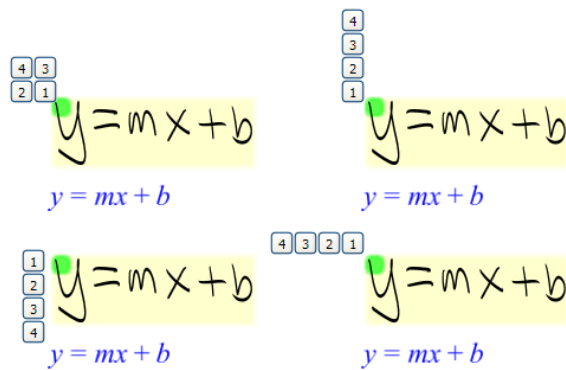 4
3
4 3
2
2 1
1
y=mx+b y=mx+b
y = mx + b y = mx + b
4 3 2 1
1
y=mx+b y=mx+b
2
3
4
y = mx + b y = mx + b